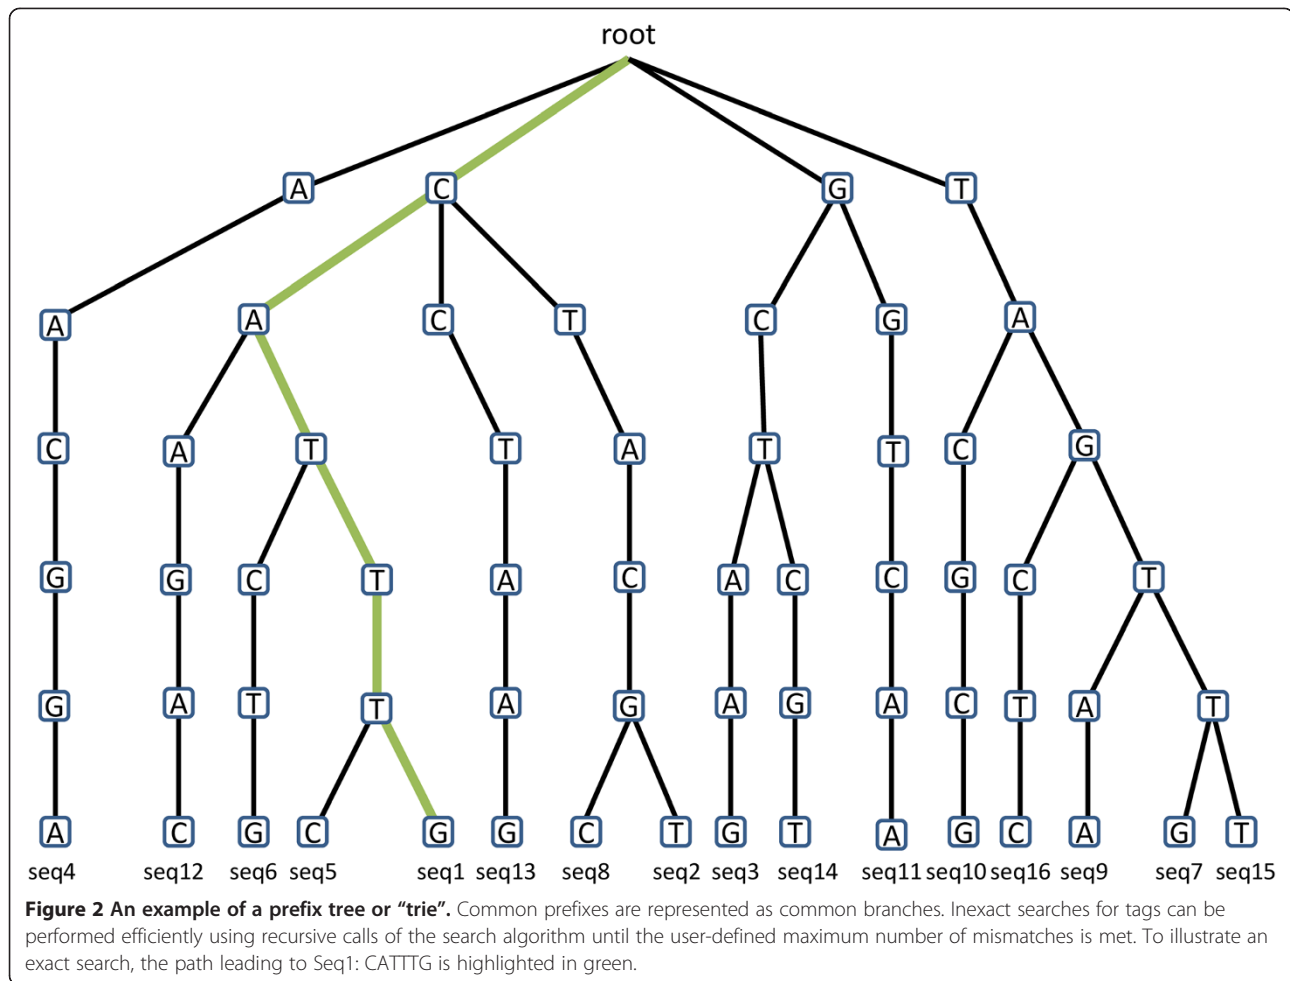 root
A C G T
A A C T C G A
C A T T A T T C G
G G C T A C A C C G C T
G A T T A G A G A C T A T
A C G C G G C T G T A G C A G T
seq4 seq12 seq6 seq5 seq1 seq13 seq8 seq2 seq3 seq14 seq11 seq10 seq16 seq9 seq7 seq15
Figure 2 An example of a prefix tree or “trie”. Common prefixes are represented as common branches. Inexact searches for tags can be
performed efficiently using recursive calls of the search algorithm until the user-defined maximum number of mismatches is met. To illustrate an
exact search, the path leading to Seq1: CATTTG is highlighted in green.